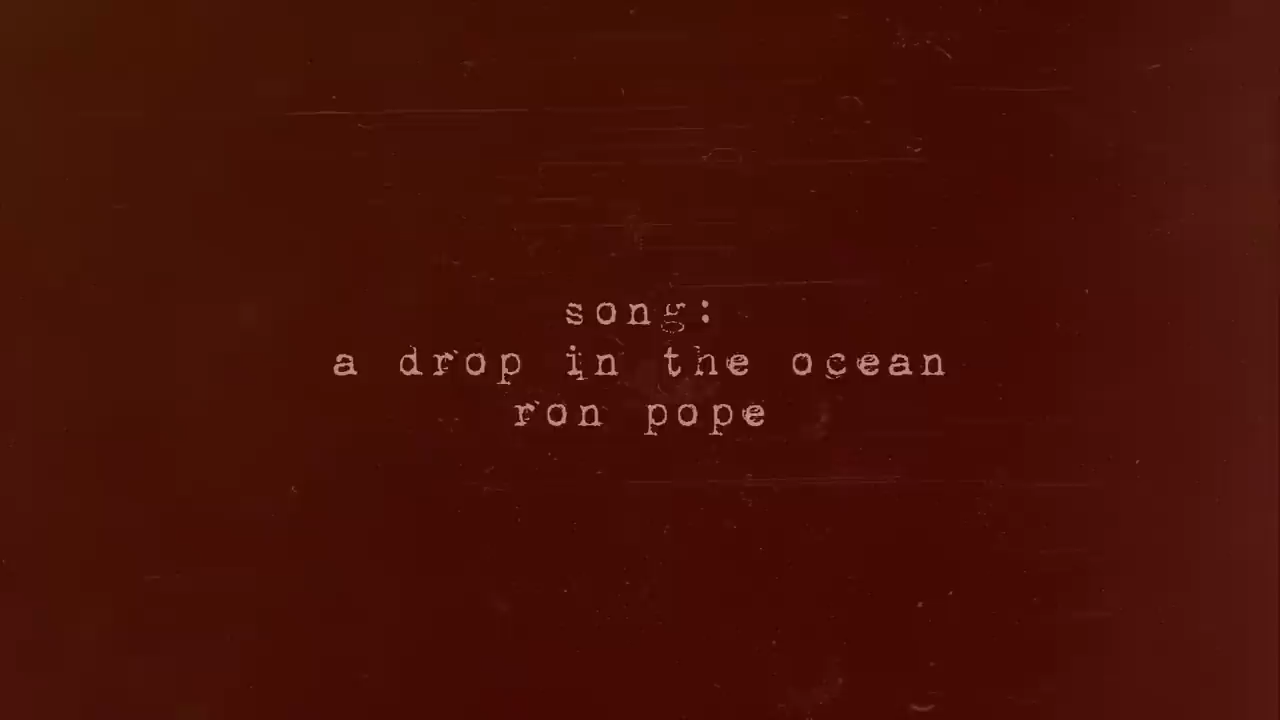 song:
a drop in the ocean
ron pope